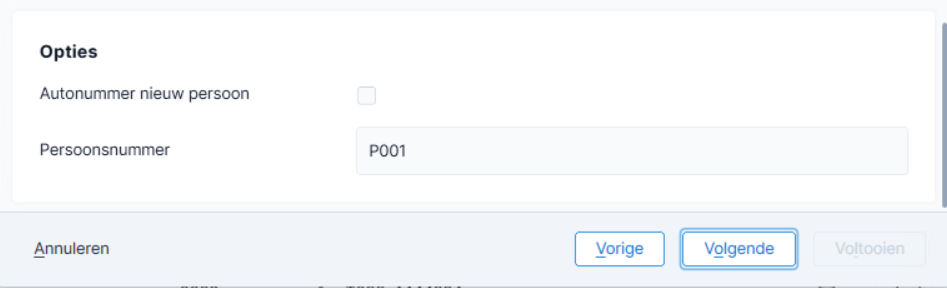 Opties
Autonummer nieuw persoon
Persoonsnummer P001
Annuleren Vorige Volgende Voltooien